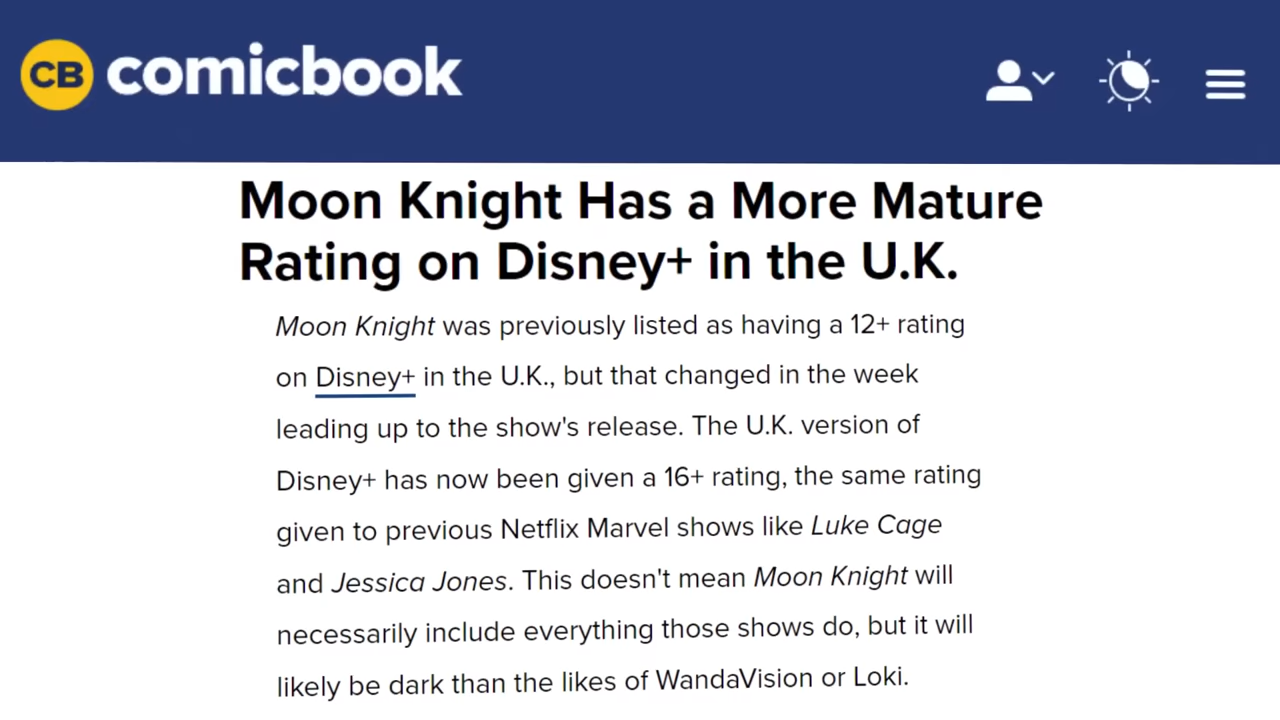 CB comicbook
Moon Knight Has a More Mature
Rating on Disney+ in the U.K.
Moon Knight was previously listed as having a 12+ rating
on Disney+ in the U.K., but that changed in the week
leading up to the show's release. The U.K. version of
Disney+ has now been given a 16+ rating, the same rating
given to previous Netflix Marvel shows like Luke Cage
and Jessica Jones. This doesn't mean Moon Knight will
necessarily include everything those shows do, but it will
likely be dark than the likes of WandaVision or Loki.